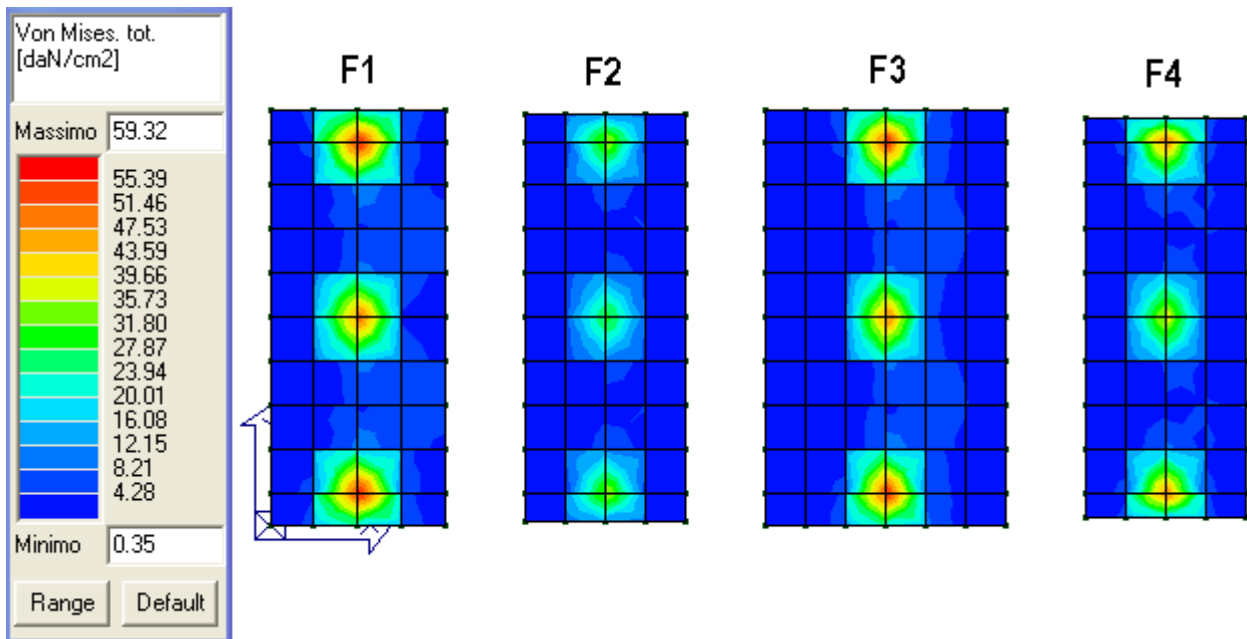 Von Mises. tot.
[daN/cm2]
Massimo 59.32
55.39
51.46
47.53
43.59
39.66
35.73
31.80
27.87
23.94
20.01
16.08
12.15
8.21
4.28
Minimo 0.35
Range Default
F1 F2 F3 F4